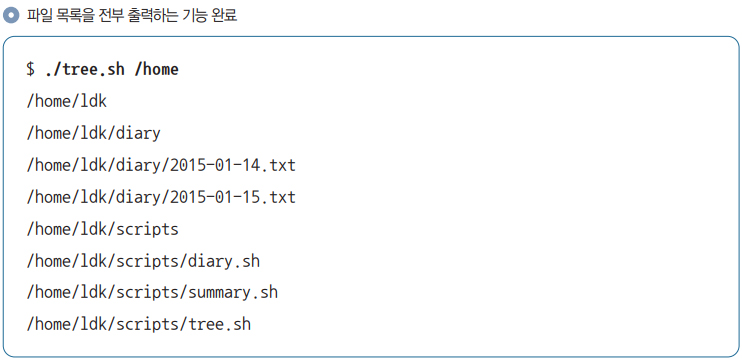 파일 목록을 전부 출력하는 기능 완료
$ ./tree.sh /home
/home/ldk
/home/ldk/diary
/home/ldk/diary/2015-01-14.txt
/home/ldk/diary/2015-01-15.txt
/home/ldk/scripts
/home/ldk/scripts/diary.sh
/home/ldk/scripts/summary.sh
/home/ldk/scripts/tree.sh